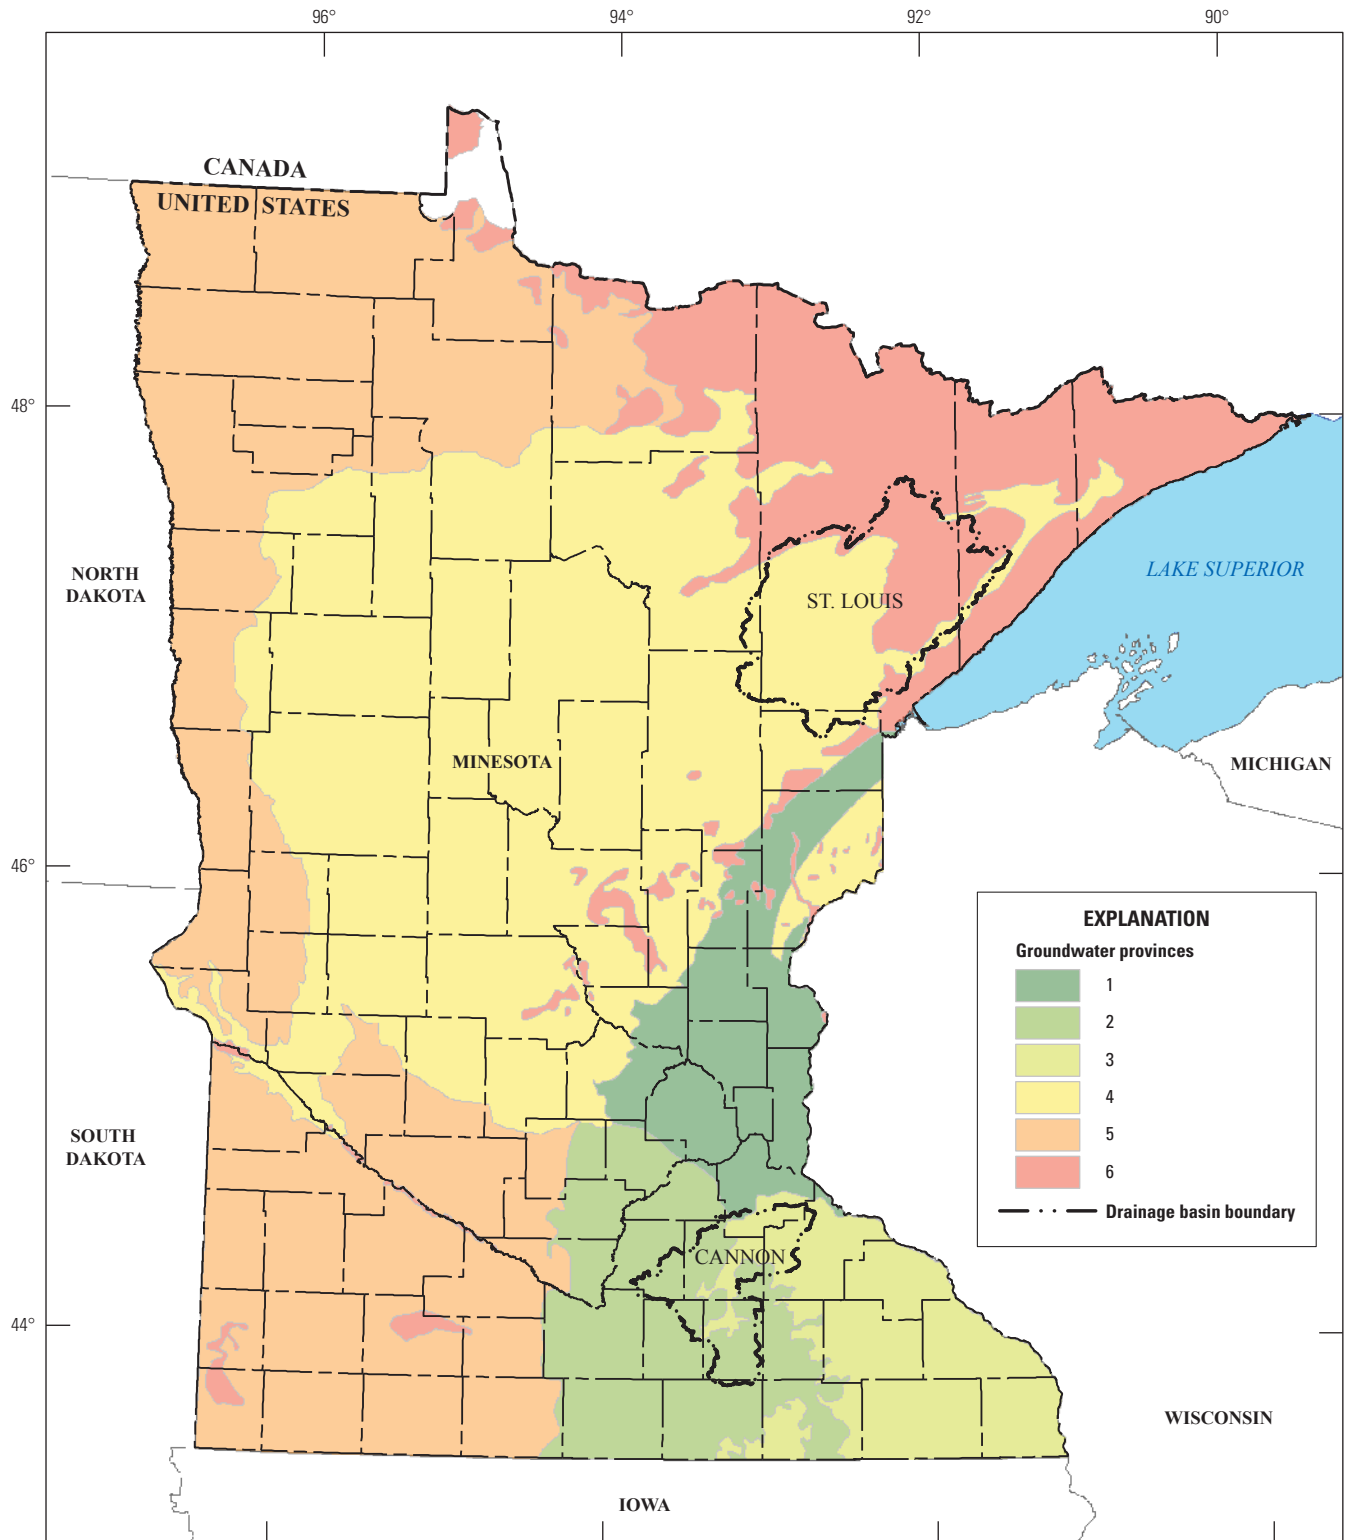 96°
94°
92°
90°
CANADA
UNITED STATES
48°
NORTH
DAKOTA
LAKE SUPERIOR
ST. LOUIS
MINESOTA
MICHIGAN
46°
EXPLANATION
Groundwater provinces
1
2
3
4
5
6
Drainage basin boundary
SOUTH
DAKOTA
CANNON
44°
WISCONSIN
IOWA